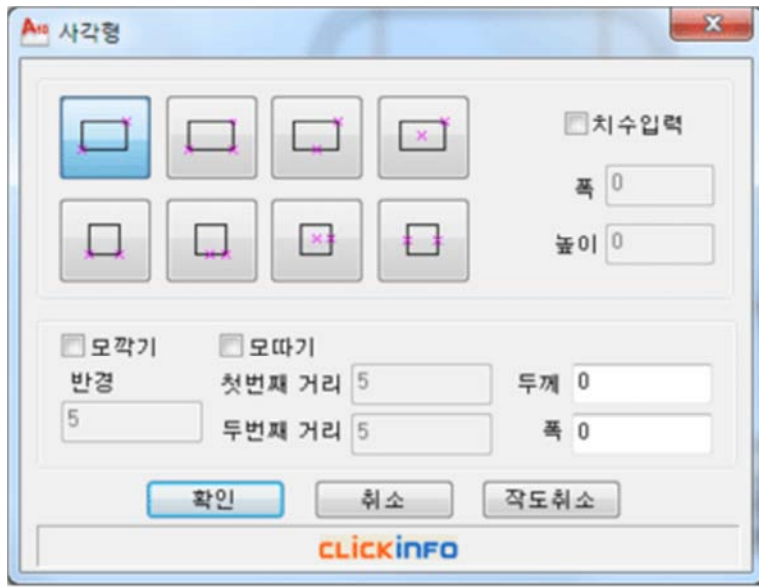 A10 사각형
치수입력
폭 0
높이 0
모깍기 모따기
반경 첫번째 거리 5 두께 0
5 두번째 거리 5 폭 0
확인 취소 작도취소
CLICKINFO